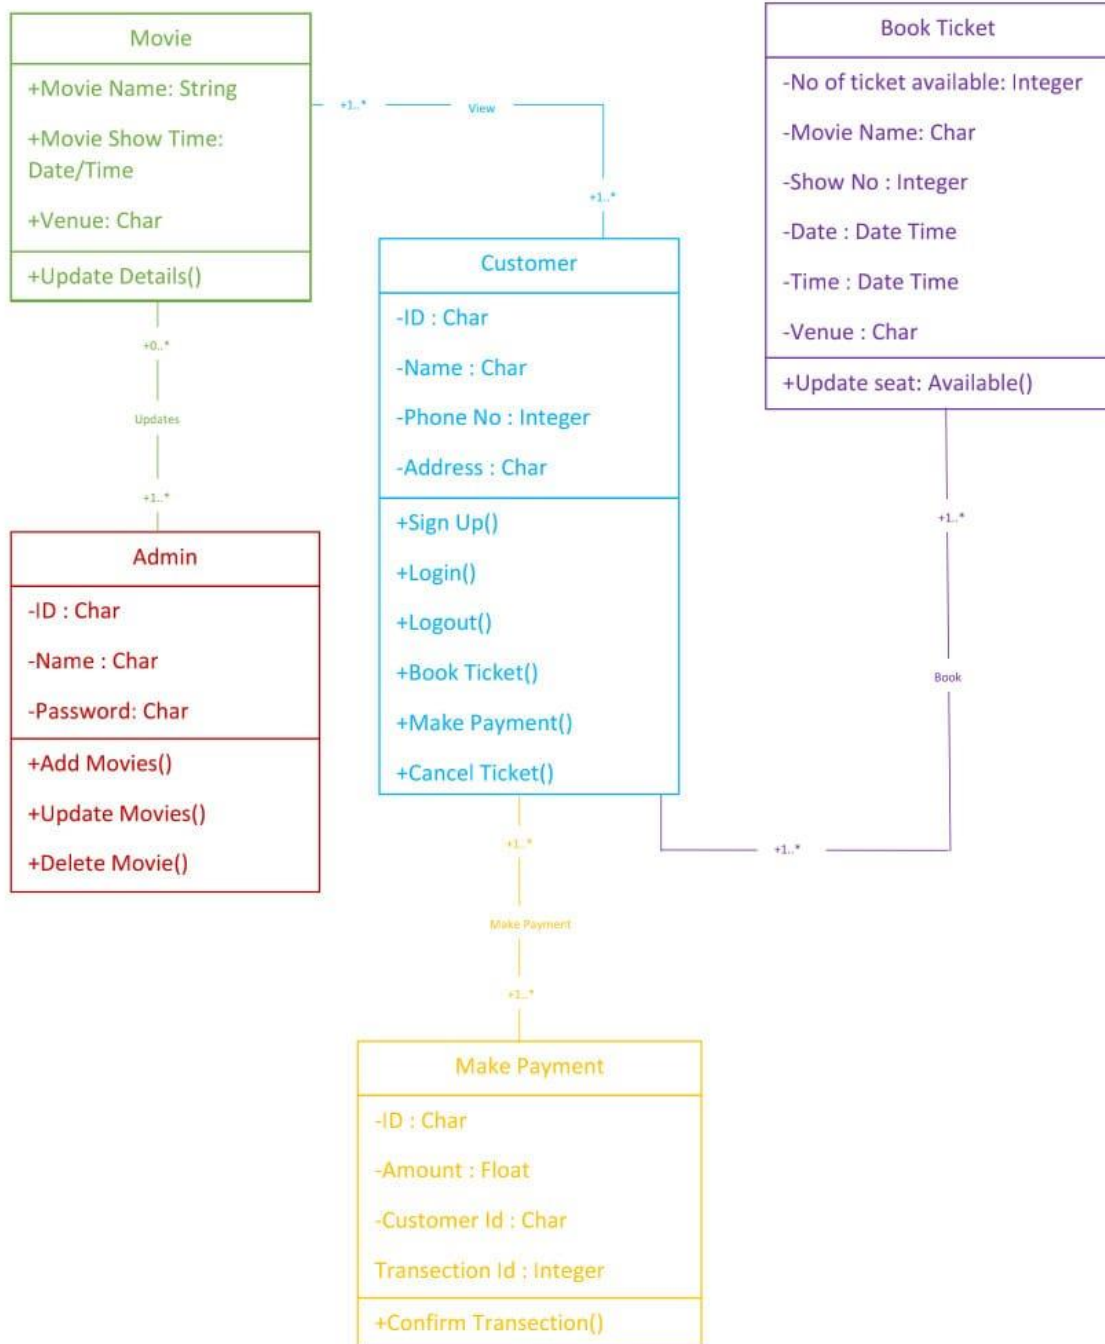 Movie
+Movie Name: String
+Movie Show Time:
Date/Time
+Venue: Char
+Update Details()
+1..*
View
+1..*
Book Ticket
-No of ticket available: Integer
-Movie Name: Char
-Show No : Integer
-Date : Date Time
-Time : Date Time
-Venue : Char
+Update seat: Available()
Customer
-ID : Char
-Name : Char
-Phone No : Integer
-Address : Char
+Sign Up()
+Login()
+Logout()
+Book Ticket()
+Make Payment()
+Cancel Ticket()
+0..*
Updates
+1..*
Admin
-ID : Char
-Name : Char
-Password: Char
+Add Movies()
+Update Movies()
+Delete Movie()
+1..*
Book
+1..*
+1..*
Make Payment
+1..*
Make Payment
-ID : Char
-Amount : Float
-Customer Id : Char
Transection Id : Integer
+Confirm Transection()